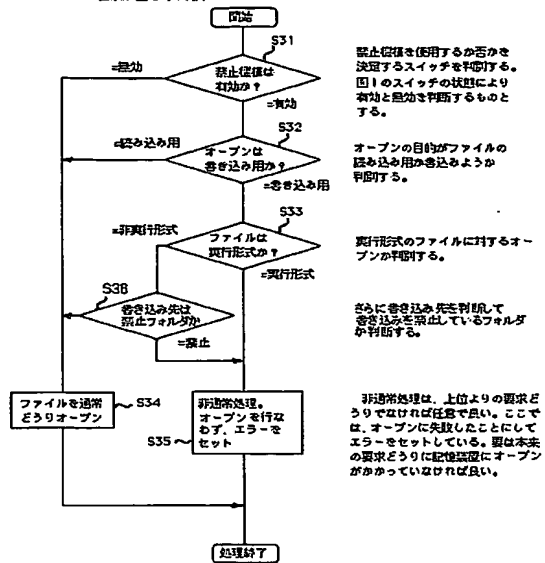 開始
S31
禁止機構は
有効か？
=無効
=有効
禁止機構を使用するか否かを
決定するスイッチを判別する。
図1のスイッチの状態により
有効と無効を判断するものと
する。
S32
オープンは
書き込み用か？
=読み込み用
=書き込み用
オープンの目的がファイルの
読み込み用か書込みようか
判別する。
S33
ファイルは
実行形式か？
=非実行形式
=実行形式
実行形式のファイルに対するオー
プンか判別する。
S36
書き込み先は
禁止フォルダか
=禁止
さらに書き込み先を判断して
書き込みを禁止しているフォルダ
か判断する。
ファイルを通常
どうりオープン
S34
非通常処理。
オープンを行な
わず、エラーを
セット
S35
非通常処理は、上位よりの要求ど
うりでなければ任意で良い。ここで
は、オープンに失敗したことにして
エラーをセットしている。要は本来
の要求どうりに記憶装置にオープン
がかかっていなければ良い。
処理終了